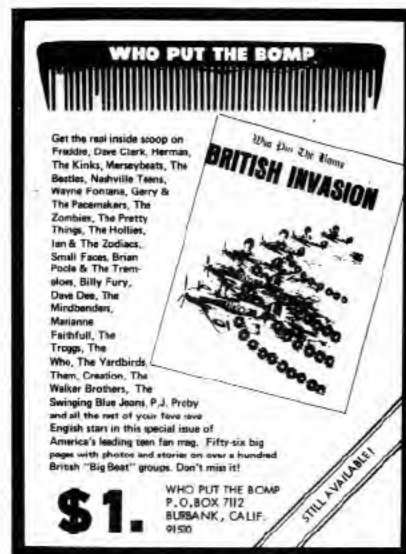 WHO PUT THE BOMP
Get the real inside scoop on
Freddie, Dave Clark, Herman,
The Kinks, Merseybeats, The
Beatles, Nashville Teens,
Wayne Fontana, Gerry &
The Pacemakers, The
Zombies, The Pretty
Things, The Hollies,
Ian & The Zodiacs,
Small Faces, Brian
Poole & The Trem-
eloes, Billy Fury,
Dave Dee, The
Mindbenders,
Marianne
Faithfull, The
Troggs, The
Who, The Yardbirds
Them, Creation, The
Walker Brothers, The
Swinging Blue Jeans, P.J. Proby
and all the rest of your fave rave
English stars in this special issue of
America's leading teen fan mag. Fifty-six big
pages with photos and stories on over a hundred
British "Big Beat" groups. Don't miss it!
Who Put The Bomp
BRITISH INVASION
$1.
WHO PUT THE BOMP
P.O.BOX 7112
BURBANK, CALIF.
91510
STILL AVAILABLE!